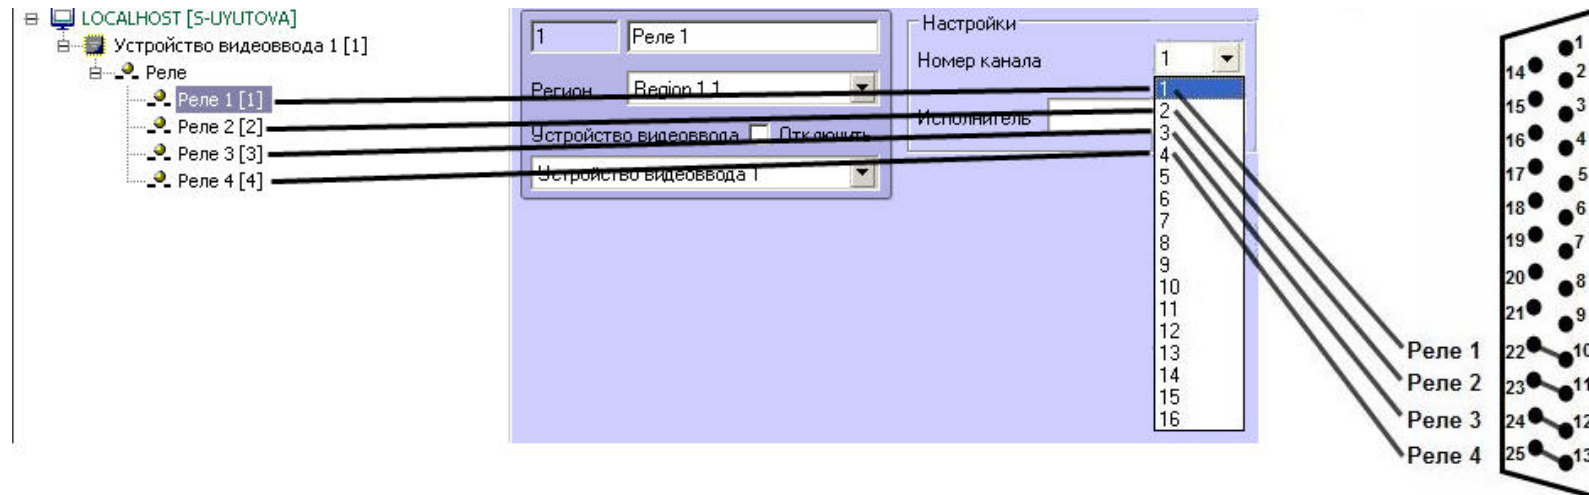 LOCALHOST [S-UYUTOVA]
Устройство видеоввода 1 [1]
Реле
Реле 1 [1]
Реле 2 [2]
Реле 3 [3]
Реле 4 [4]
1
Реле 1
Регион
Region 1.1
Устройство видеоввода
Отключить
Устройство видеоввода 1
Настройки
Номер канала
1
Исполнитель
1
2
3
4
5
6
7
8
9
10
11
12
13
14
15
16
Реле 1
Реле 2
Реле 3
Реле 4
1
14
2
15
3
16
4
17
5
18
6
19
7
20
8
21
9
22
10
23
11
24
12
25
13